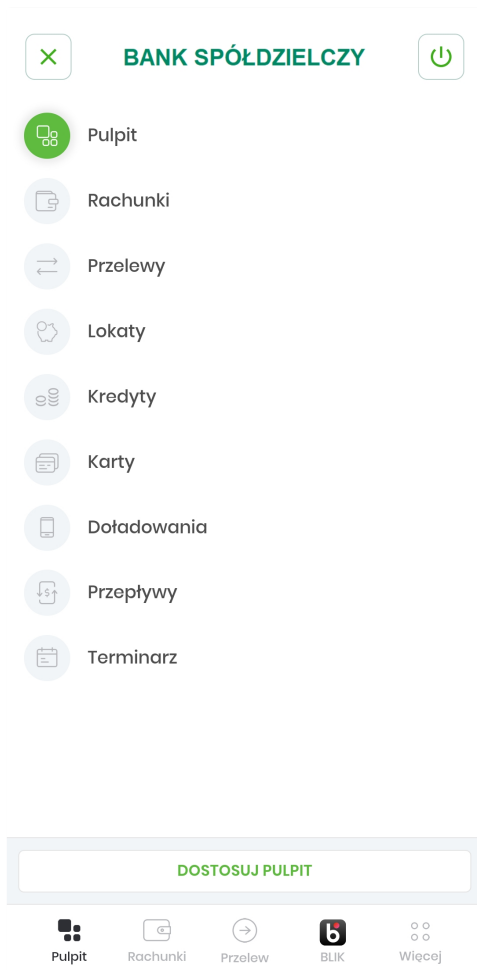 BANK SPÓŁDZIELCZY
Pulpit
Rachunki
Przelewy
Lokaty
Kredyty
Karty
Doładowania
Przepływy
Terminarz
DOSTOSUJ PULPIT
Pulpit
Rachunki
Przelew
BLIK
Więcej